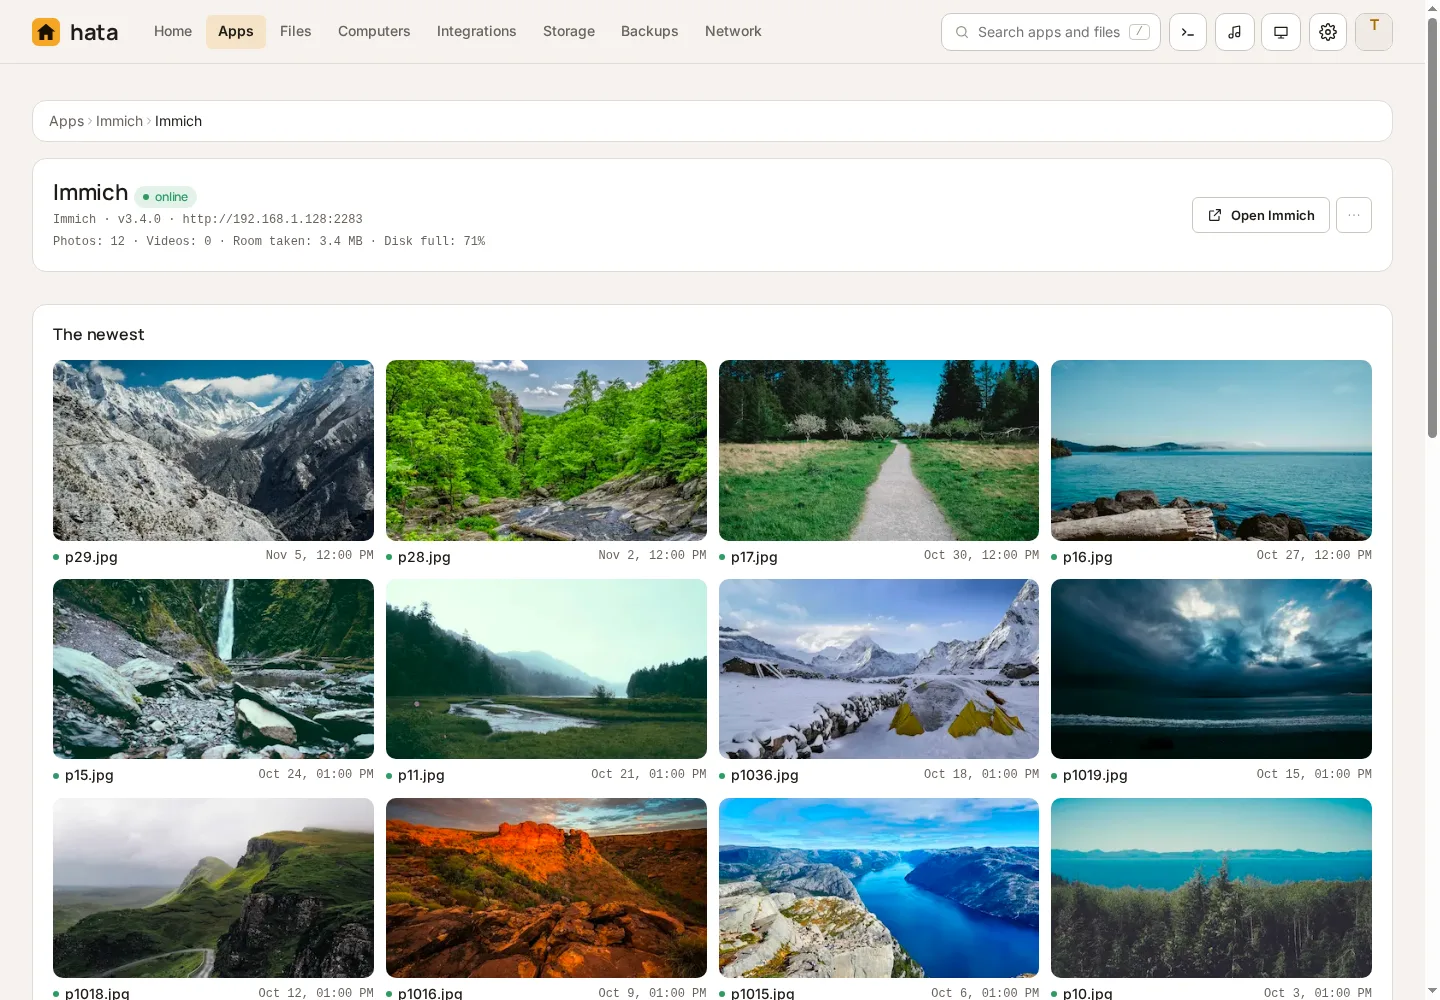 hata
Home
Apps
Files
Computers
Integrations
Storage
Backups
Network
Search apps and files /
T
Apps › Immich › Immich
Immich
online
Immich · v3.4.0 · http://192.168.1.128:2283
Photos: 12 · Videos: 0 · Room taken: 3.4 MB · Disk full: 71%
Open Immich
···
The newest
p29.jpg Nov 5, 12:00 PM
p28.jpg Nov 2, 12:00 PM
p17.jpg Oct 30, 12:00 PM
p16.jpg Oct 27, 12:00 PM
p15.jpg Oct 24, 01:00 PM
p11.jpg Oct 21, 01:00 PM
p1036.jpg Oct 18, 01:00 PM
p1019.jpg Oct 15, 01:00 PM
p1018.jpg Oct 12, 01:00 PM
p1016.jpg Oct 9, 01:00 PM
p1015.jpg Oct 6, 01:00 PM
p10.jpg Oct 3, 01:00 PM